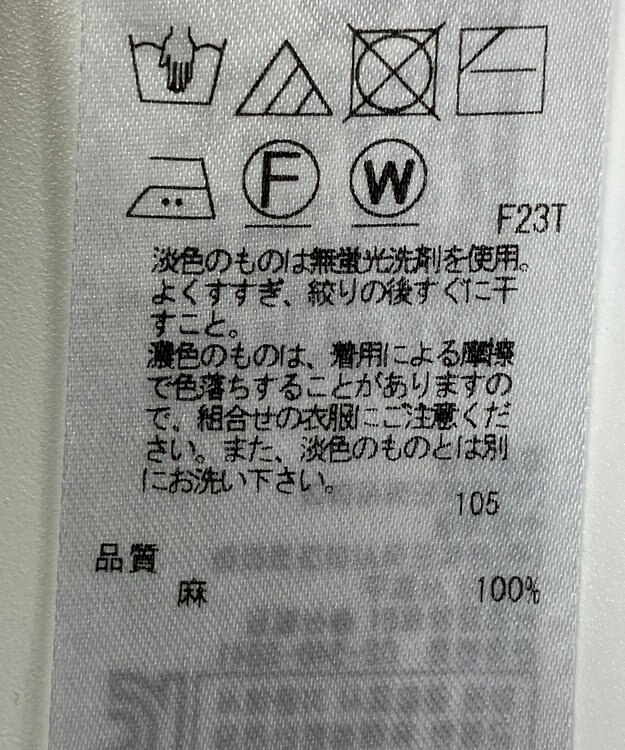 F
W
F23T
淡色のものは無蛍光洗剤を使用。
よくすすぎ、絞りの後すぐに干
すこと。
濃色のものは、着用による摩擦
で色落ちすることがありますの
で、組合せの衣服にご注意くだ
さい。また、淡色のものとは別
にお洗い下さい。
105
品質
麻 100%